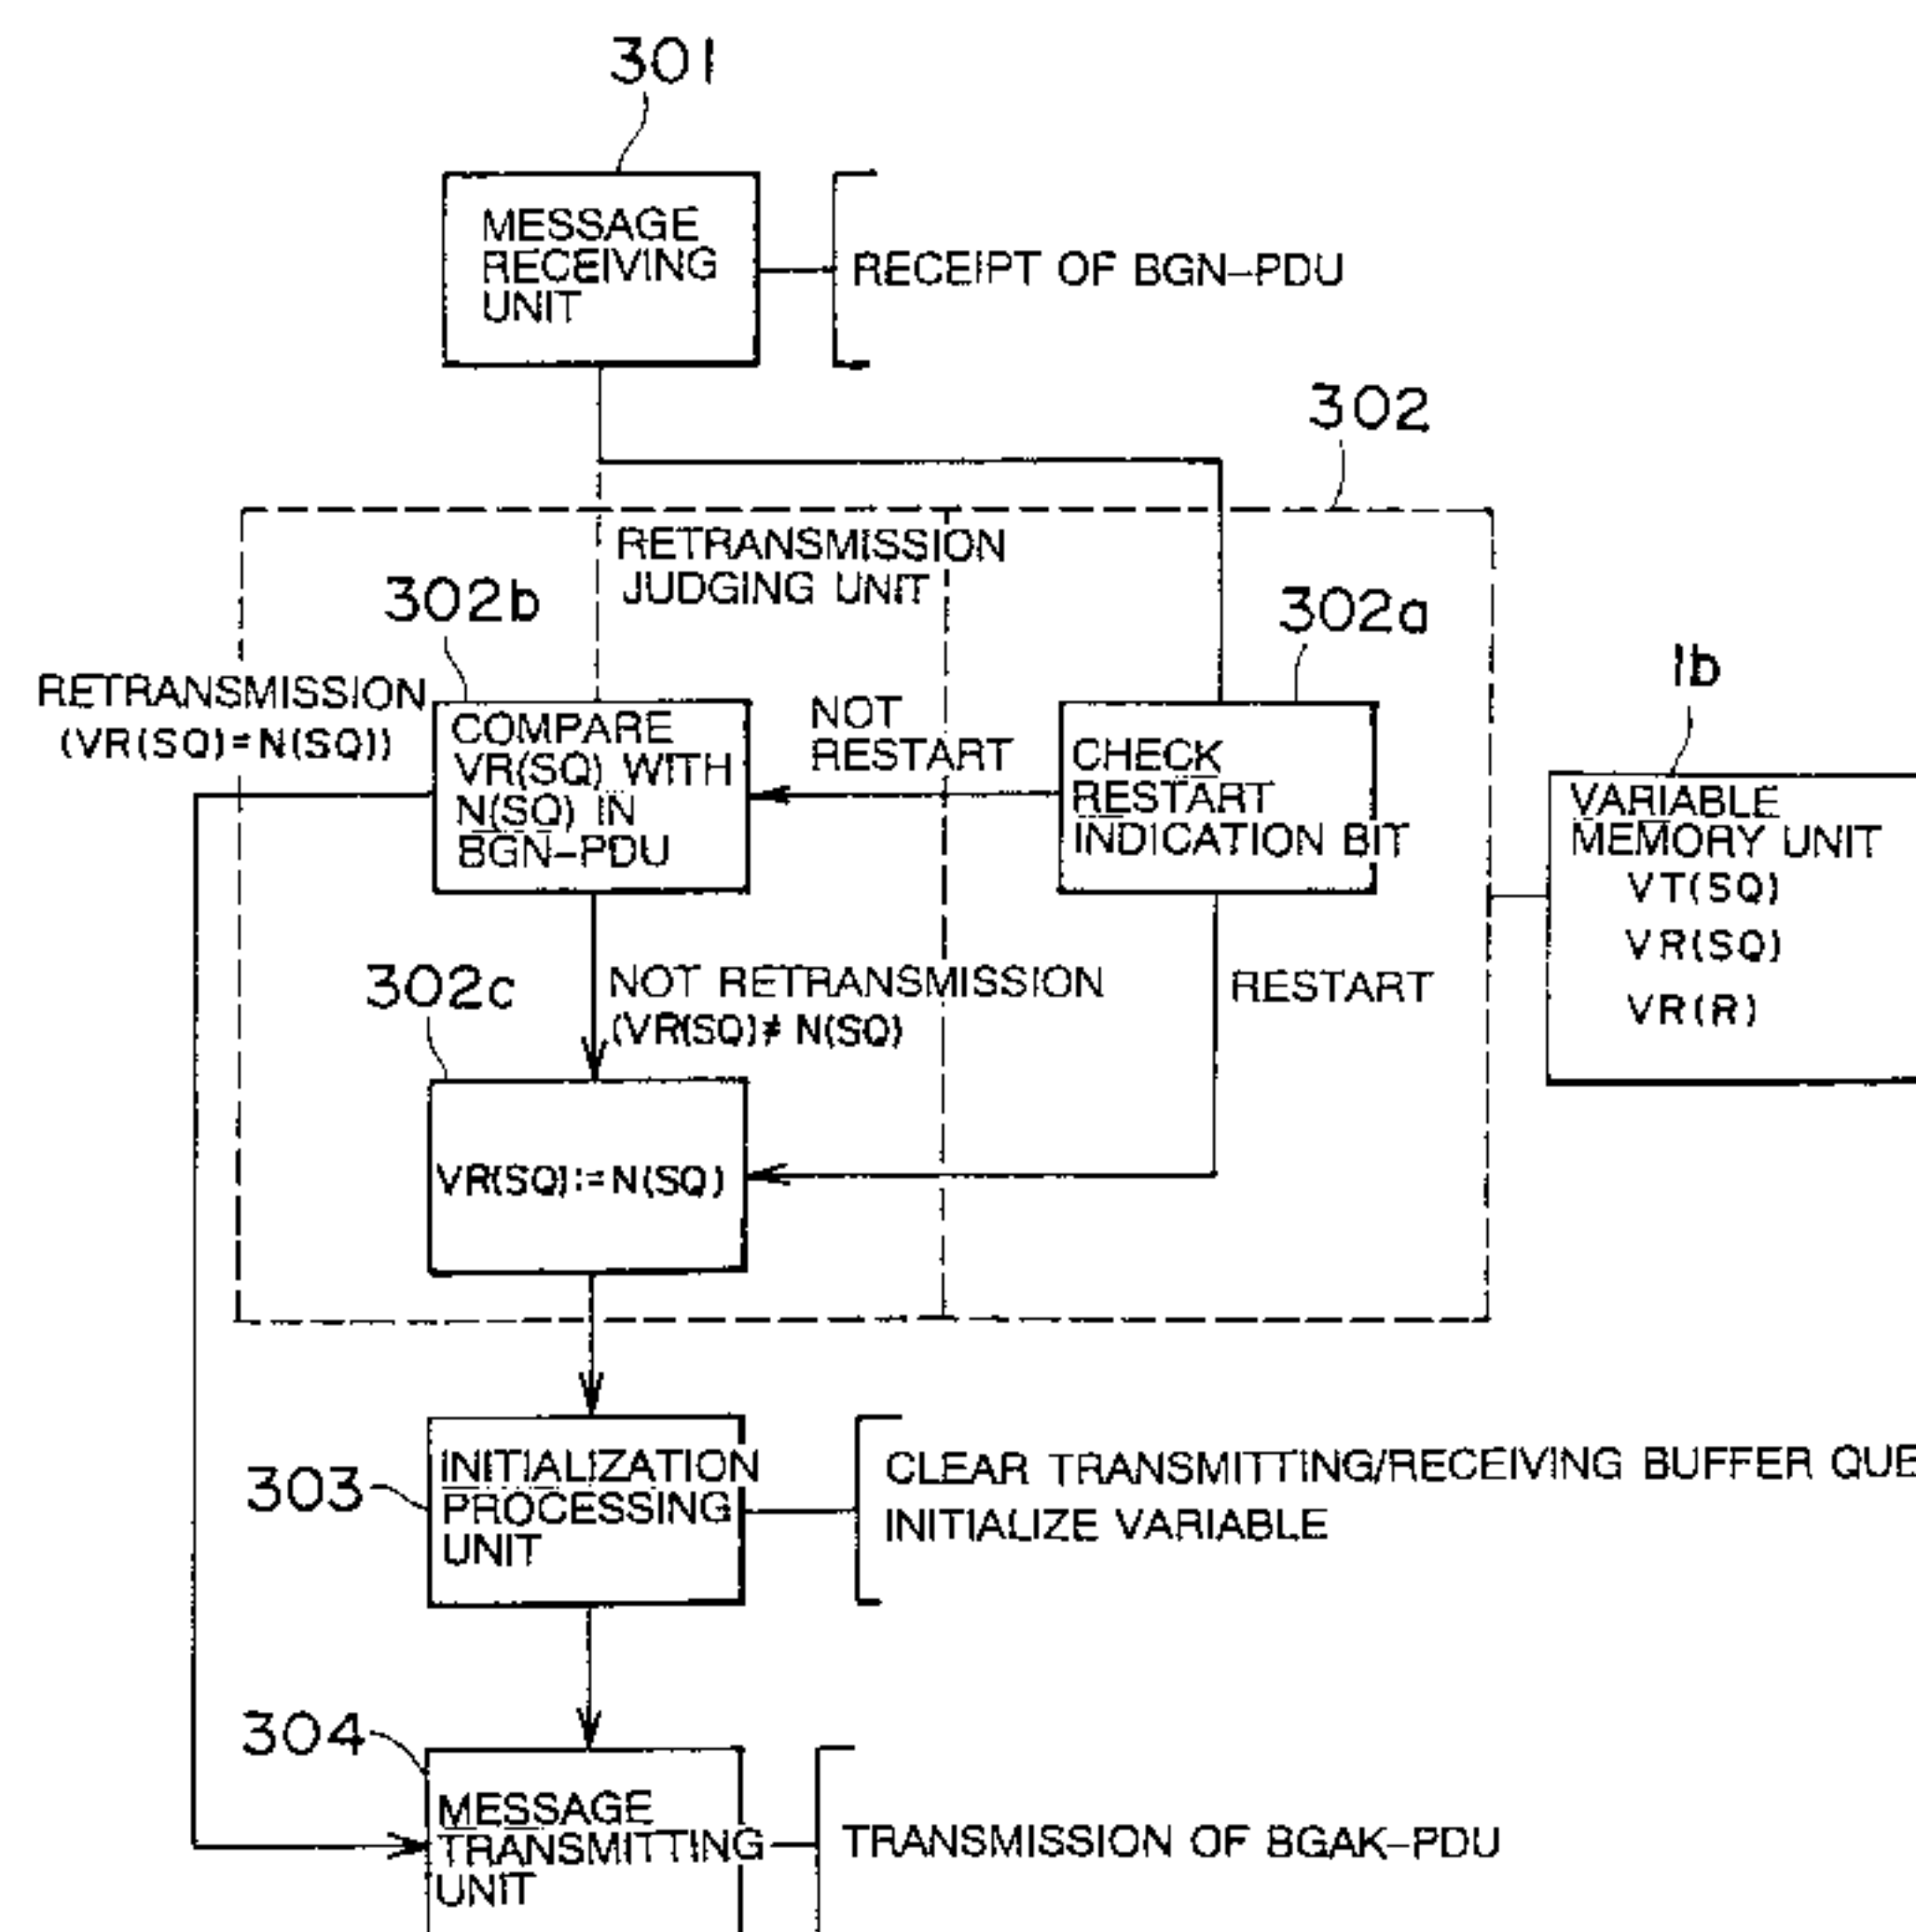 301
MESSAGE
RECEIVING
UNIT
RECEIPT OF BGN-PDU
302
RETRANSMISSION
JUDGING UNIT
302b
302a
1b
RETRANSMISSION
(VR(SQ)=N(SQ))
COMPARE
VR(SQ) WITH
N(SQ) IN
BGN-PDU
NOT
RESTART
CHECK
RESTART
INDICATION BIT
VARIABLE
MEMORY UNIT
VT(SQ)
VR(SQ)
VR(R)
302c
NOT RETRANSMISSION
(VR(SQ)≠ N(SQ)
RESTART
VR(SQ):=N(SQ)
303
INITIALIZATION
PROCESSING
UNIT
CLEAR TRANSMITTING/RECEIVING BUFFER
INITIALIZE VARIABLE
304
MESSAGE
TRANSMITTING
UNIT
TRANSMISSION OF BGAK-PDU